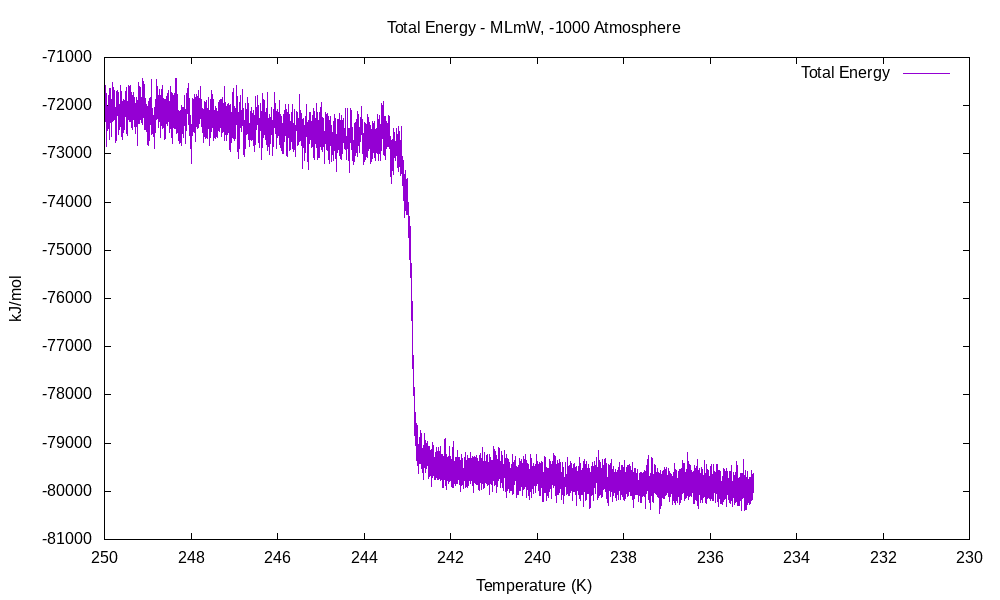 Total Energy - MLmW, -1000 Atmosphere
Total Energy
-71000
-72000
-73000
-74000
-75000
-76000
-77000
-78000
-79000
-80000
-81000
kJ/mol
250 248 246 244 242 240 238 236 234 232 230
Temperature (K)